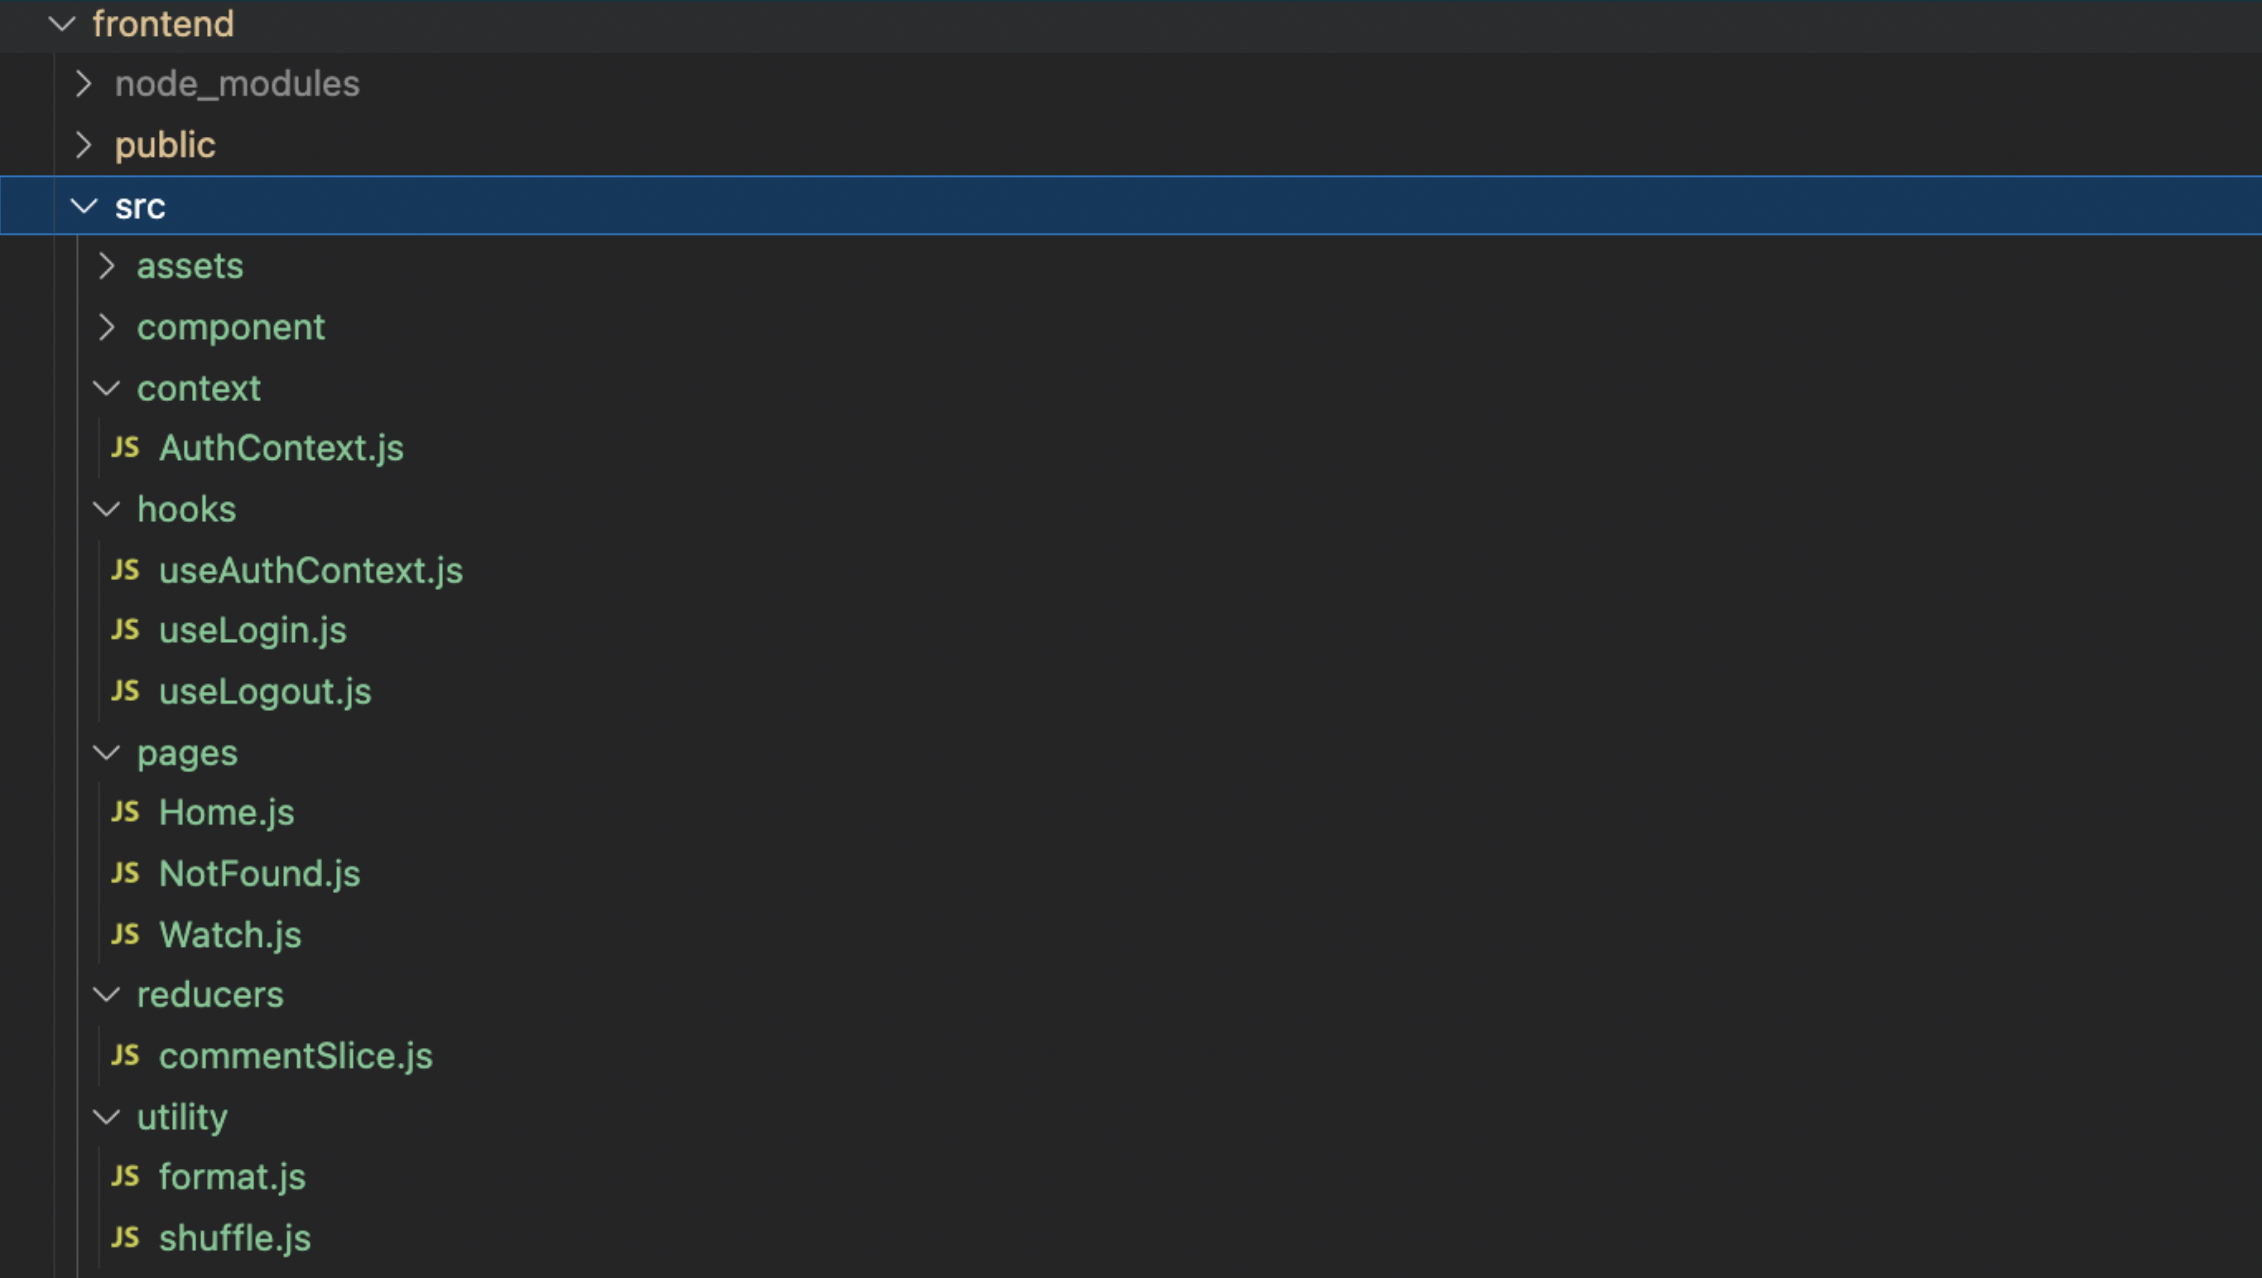 frontend
node_modules
public
src
assets
component
context
JS AuthContext.js
hooks
JS useAuthContext.js
JS useLogin.js
JS useLogout.js
pages
JS Home.js
JS NotFound.js
JS Watch.js
reducers
JS commentSlice.js
utility
JS format.js
JS shuffle.js